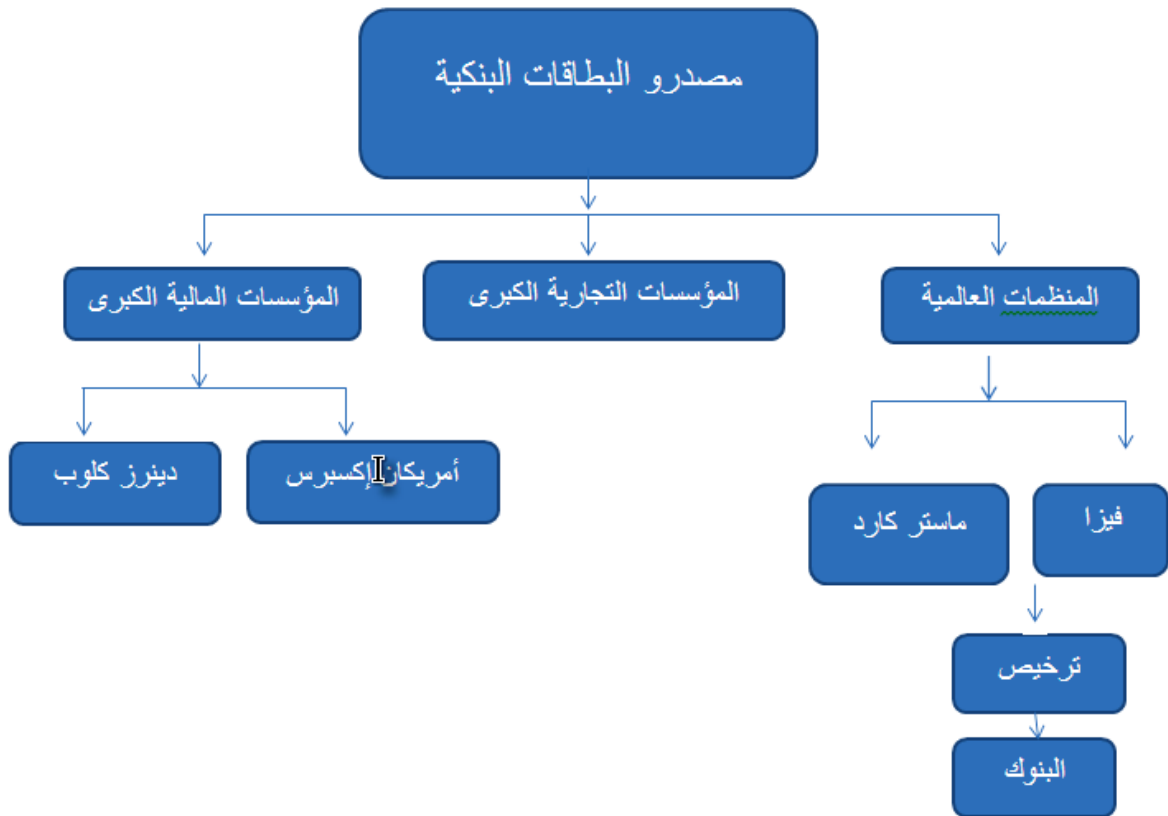 مصدرو البطاقات البنكية
المنظمات العالمية
المؤسسات التجارية الكبرى
المؤسسات المالية الكبرى
فيزا
ماستر كارد
أمريكان إكسبرس
دينرز كلوب
ترخيص
البنوك